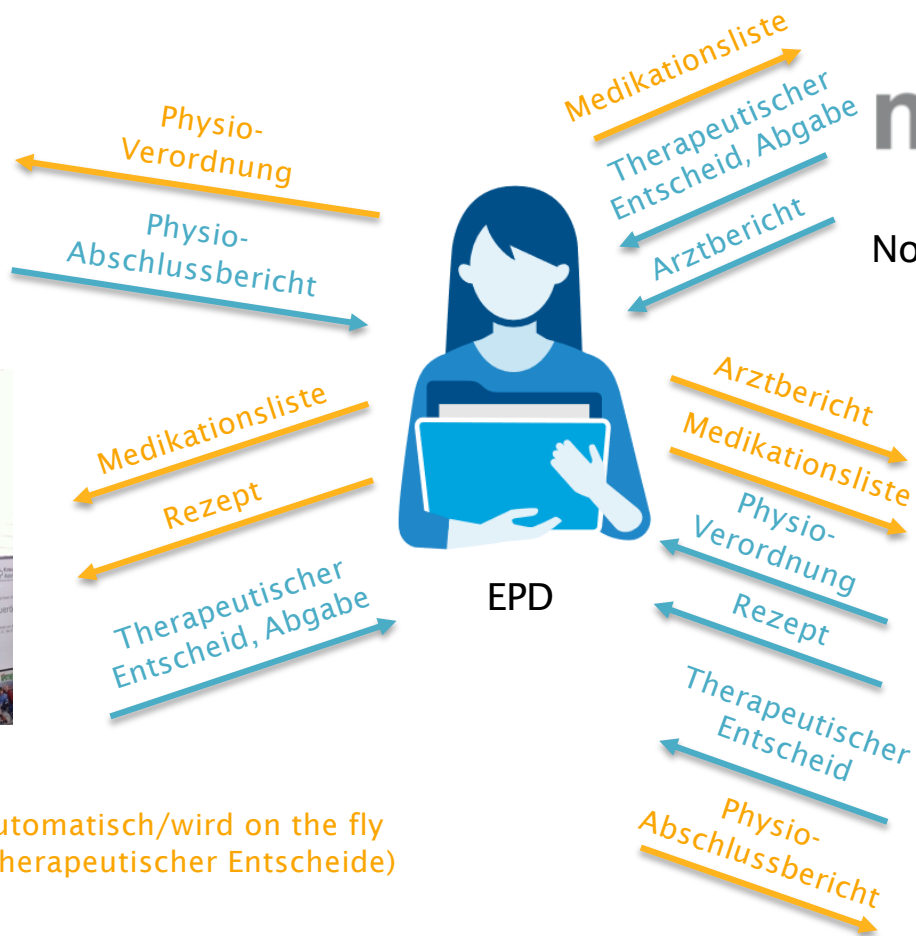 Medikationsliste
Therapeutischer
Entscheid, Abgabe
Arztbericht
Physio-
Verordnung
Physio-
Abschlussbericht
Medikationsliste
Rezept
Therapeutischer
Entscheid, Abgabe
EPD
Arztbericht
Medikationsliste
Physio-
Verordnung
Rezept
Therapeutischer
Entscheid
Physio-
Abschlussbericht
utomatisch/wird on the fly
herapeutischer Entscheide)
No